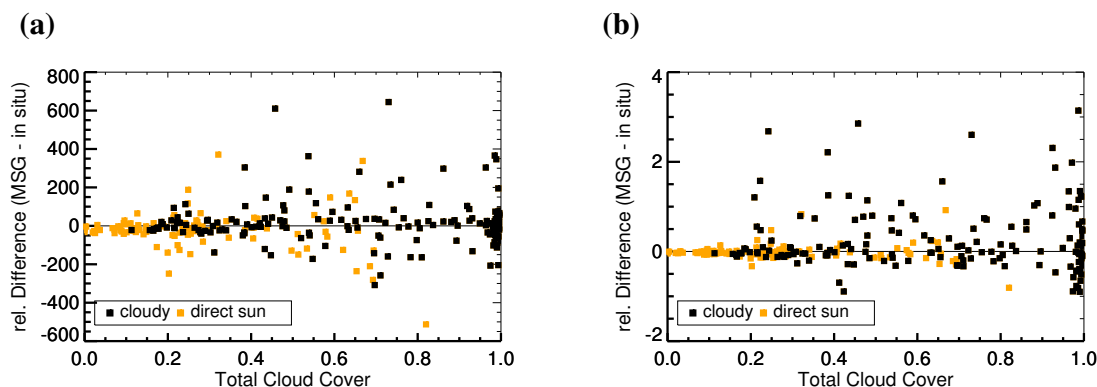 (a)
rel. Difference (MSG - in situ)
800
600
400
200
0
-200
-400
-600
cloudy direct sun
0.0 0.2 0.4 0.6 0.8 1.0
Total Cloud Cover
(b)
rel. Difference (MSG - in situ)
4
2
0
-2
cloudy direct sun
0.0 0.2 0.4 0.6 0.8 1.0
Total Cloud Cover